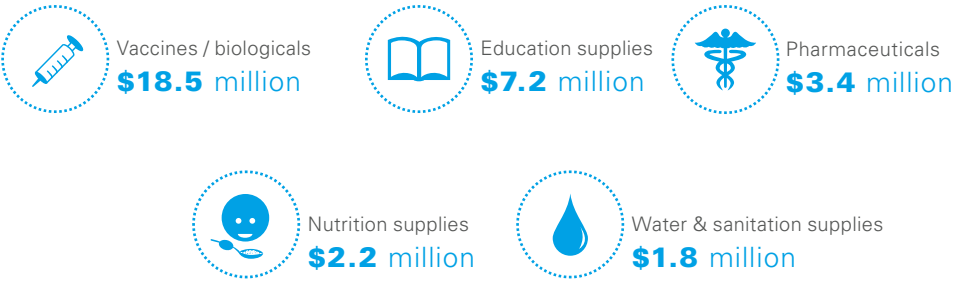 Vaccines / biologicals
$18.5 million
Education supplies
$7.2 million
Pharmaceuticals
$3.4 million
Nutrition supplies
$2.2 million
Water & sanitation supplies
$1.8 million